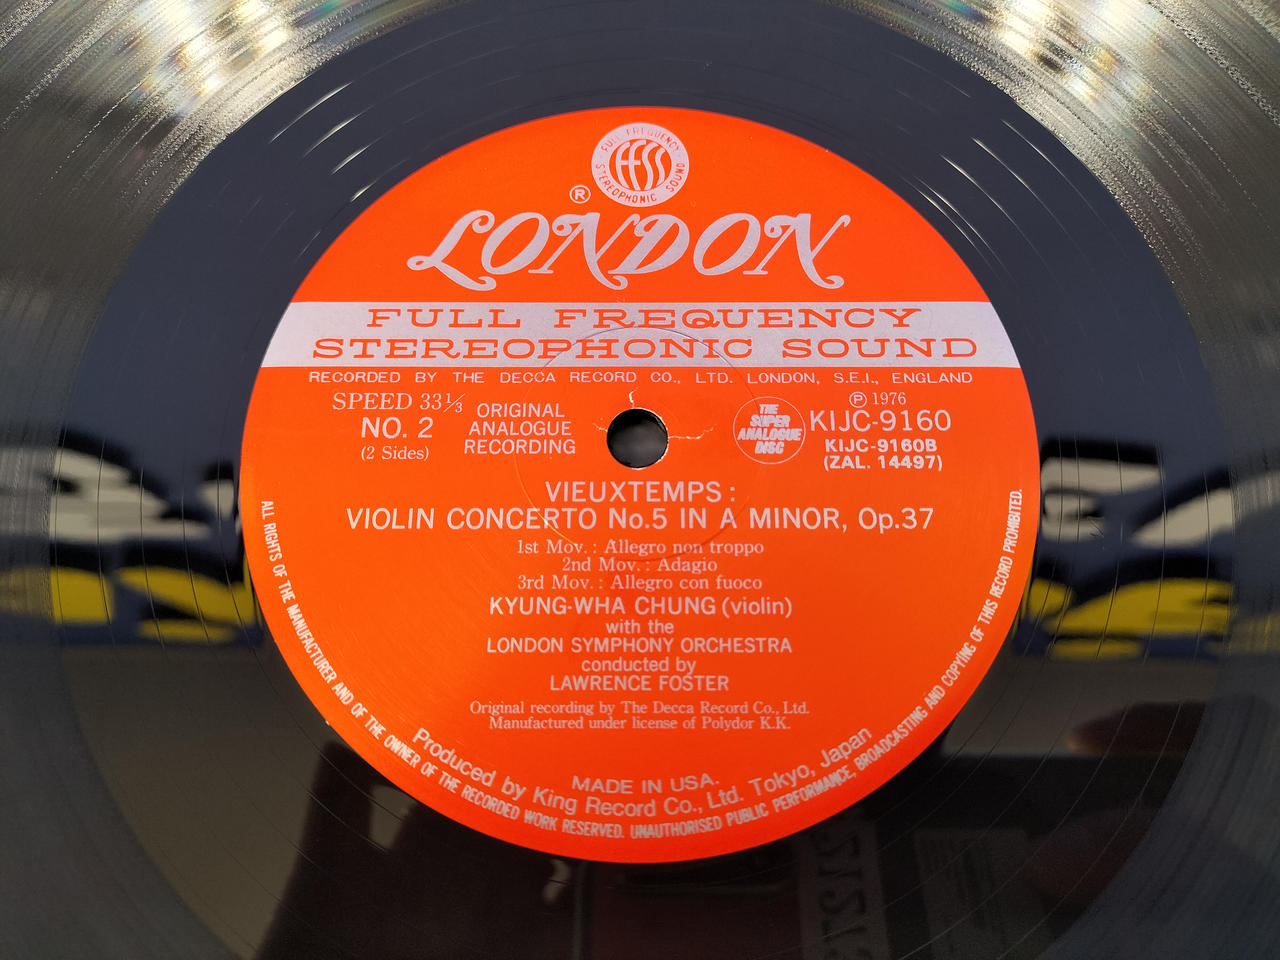 FULL FREQUENCY
FFSS
STEREOPHONIC SOUND
®
LONDON
FULL FREQUENCY
STEREOPHONIC SOUND
RECORDED BY THE DECCA RECORD CO., LTD. LONDON, S.E.I., ENGLAND
SPEED 33⅓
NO. 2
(2 Sides)
ORIGINAL
ANALOGUE
RECORDING
THE
SUPER
ANALOGUE
DISC
℗ 1976
KIJC-9160
KIJC-9160B
(ZAL. 14497)
VIEUXTEMPS :
VIOLIN CONCERTO No.5 IN A MINOR, Op.37
1st Mov. : Allegro non troppo
2nd Mov. : Adagio
3rd Mov. : Allegro con fuoco
KYUNG-WHA CHUNG (violin)
with the
LONDON SYMPHONY ORCHESTRA
conducted by
LAWRENCE FOSTER
Original recording by The Decca Record Co., Ltd.
Manufactured under license of Polydor K.K.
MADE IN USA.
Produced by King Record Co., Ltd. Tokyo, Japan
ALL RIGHTS OF THE MANUFACTURER AND OF THE OWNER OF THE RECORDED WORK RESERVED. UNAUTHORISED PUBLIC PERFORMANCE, BROADCASTING AND COPYING OF THIS RECORD PROHIBITED.